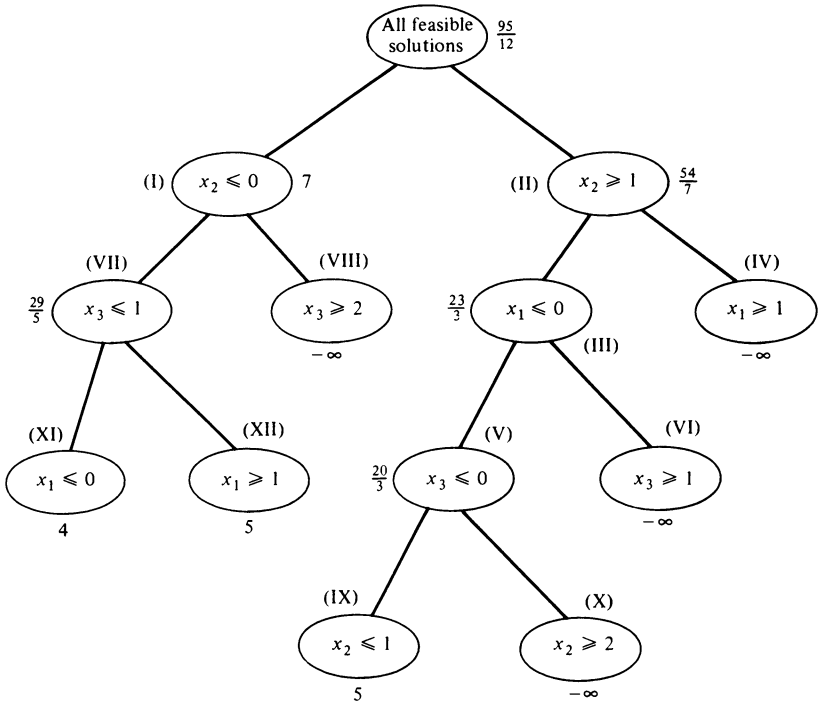 All feasible
solutions
95/12
(I)
x₂ ≤ 0
7
(II)
x₂ ≥ 1
54/7
(VII)
29/5
x₃ ≤ 1
(VIII)
x₃ ≥ 2
−∞
23/3
x₁ ≤ 0
(III)
(IV)
x₁ ≥ 1
−∞
(XI)
x₁ ≤ 0
4
(XII)
x₁ ≥ 1
5
(V)
20/3
x₃ ≤ 0
(VI)
x₃ ≥ 1
−∞
(IX)
x₂ ≤ 1
5
(X)
x₂ ≥ 2
−∞